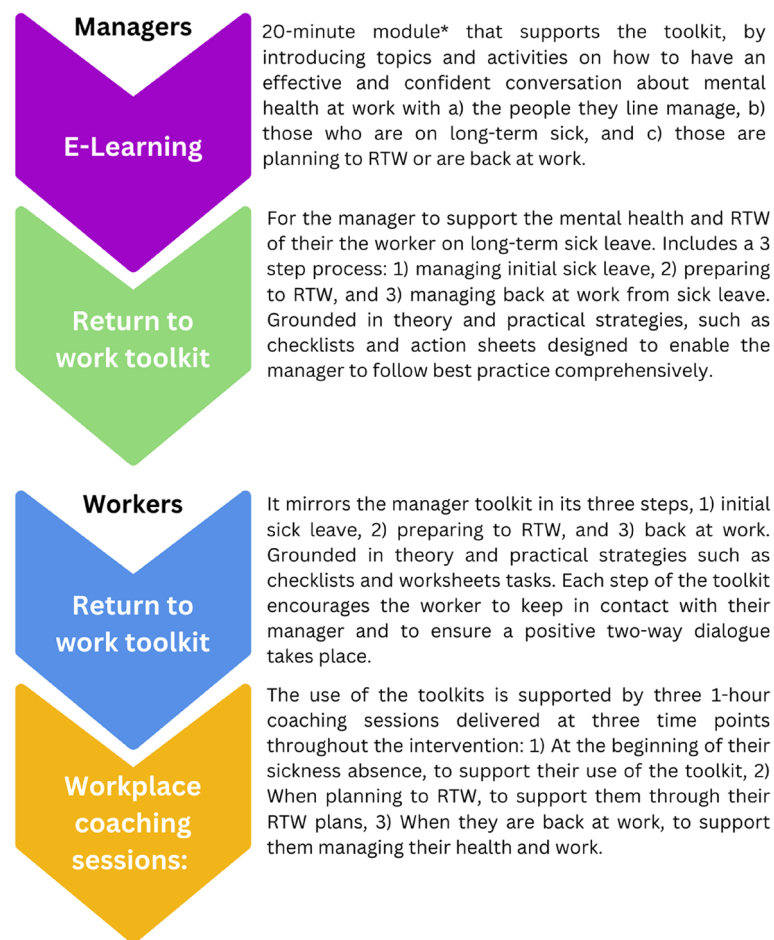 Managers
E-Learning
20-minute module* that supports the toolkit, by
introducing topics and activities on how to have an
effective and confident conversation about mental
health at work with a) the people they line manage, b)
those who are on long-term sick, and c) those are
planning to RTW or are back at work.
Return to
work toolkit
For the manager to support the mental health and RTW
of their the worker on long-term sick leave. Includes a 3
step process: 1) managing initial sick leave, 2) preparing
to RTW, and 3) managing back at work from sick leave.
Grounded in theory and practical strategies, such as
checklists and action sheets designed to enable the
manager to follow best practice comprehensively.
Workers
Return to
work toolkit
It mirrors the manager toolkit in its three steps, 1) initial
sick leave, 2) preparing to RTW, and 3) back at work.
Grounded in theory and practical strategies such as
checklists and worksheets tasks. Each step of the toolkit
encourages the worker to keep in contact with their
manager and to ensure a positive two-way dialogue
takes place.
Workplace
coaching
sessions:
The use of the toolkits is supported by three 1-hour
coaching sessions delivered at three time points
throughout the intervention: 1) At the beginning of their
sickness absence, to support their use of the toolkit, 2)
When planning to RTW, to support them through their
RTW plans, 3) When they are back at work, to support
them managing their health and work.